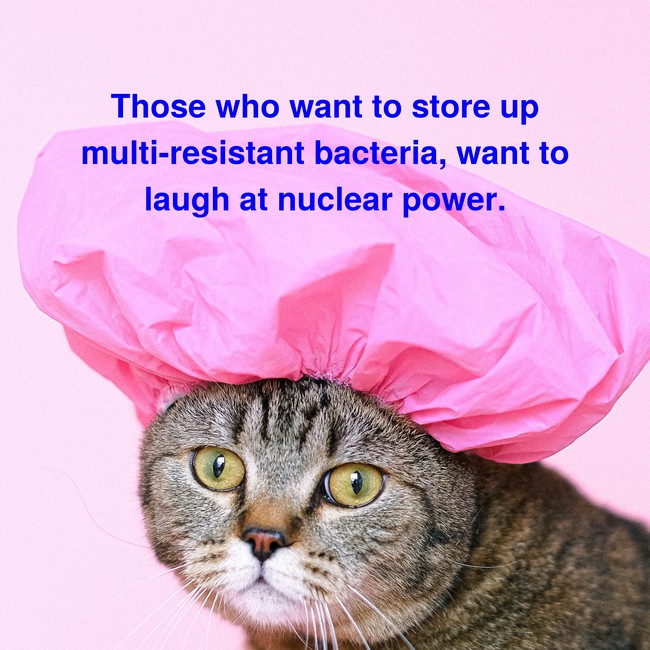 Those who want to store up
multi-resistant bacteria, want to
laugh at nuclear power.